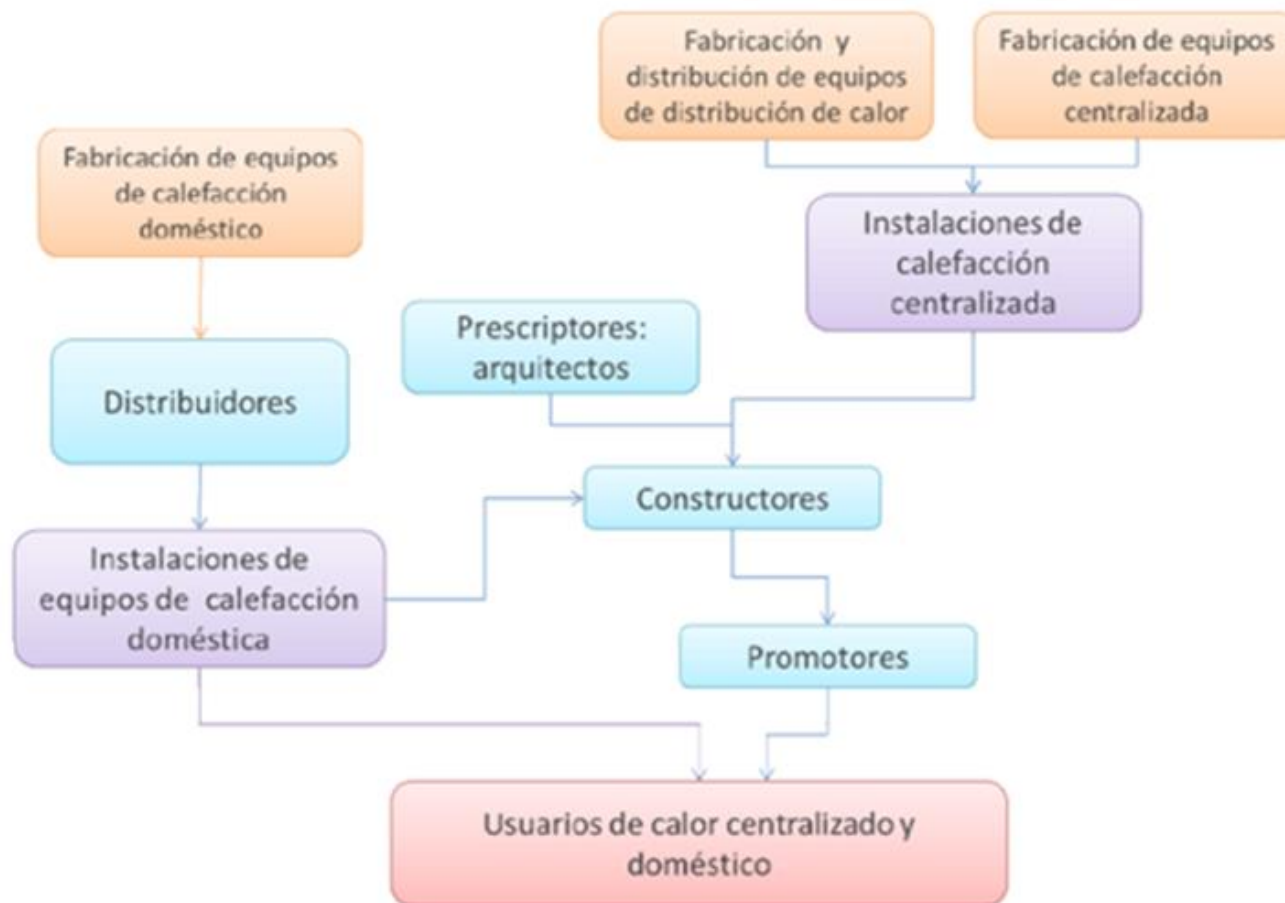 Fabricación y
distribución de equipos
de distribución de calor
Fabricación de equipos
de calefacción
centralizada
Fabricación de equipos
de calefacción
doméstico
Instalaciones de
calefacción
centralizada
Prescriptores:
arquitectos
Distribuidores
Constructores
Instalaciones de
equipos de calefacción
doméstica
Promotores
Usuarios de calor centralizado y
doméstico